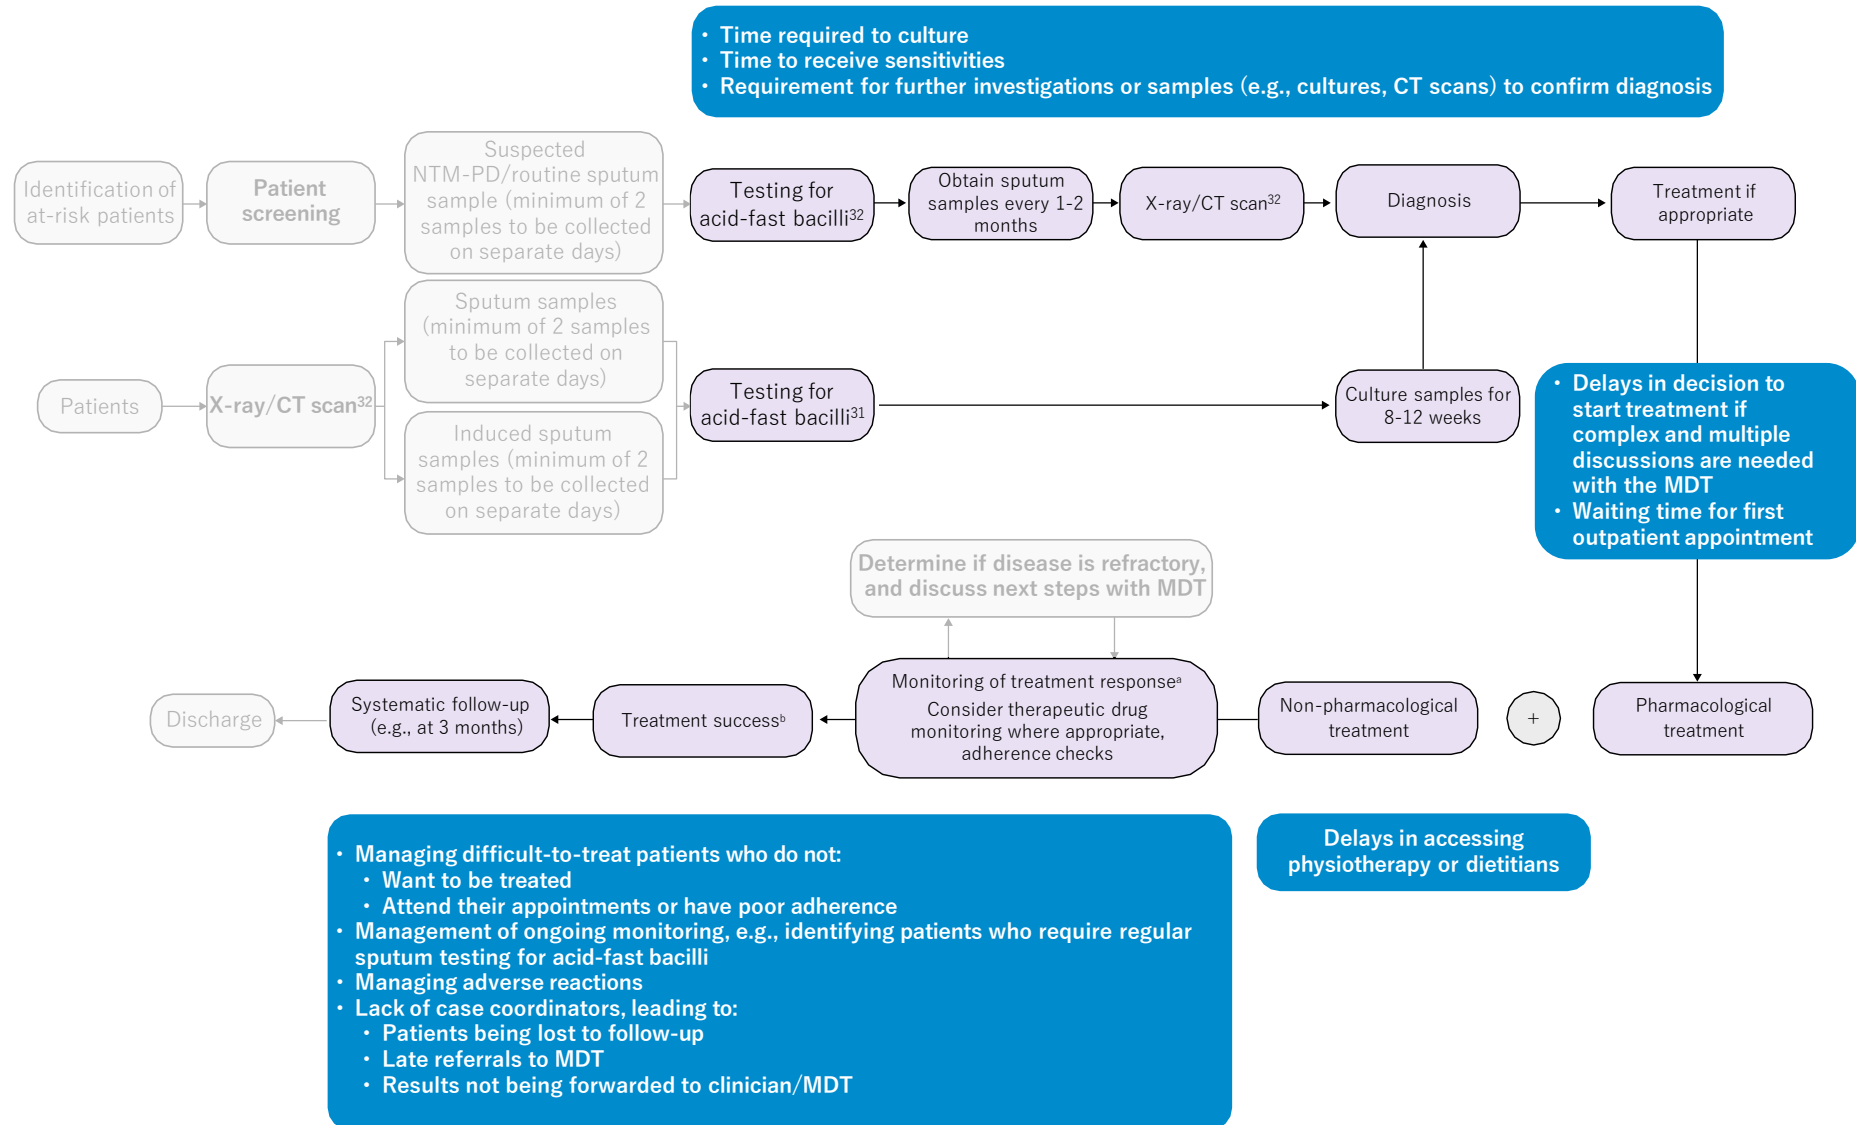 • Time required to culture
• Time to receive sensitivities
• Requirement for further investigations or samples (e.g., cultures, CT scans) to confirm diagnosis
Identification of
at-risk patients
Patient
screening
Suspected
NTM-PD/routine sputum
sample (minimum of 2
samples to be collected
on separate days)
Testing for
acid-fast bacilli32
Obtain sputum
samples every 1-2
months
X-ray/CT scan32
Diagnosis
Treatment if
appropriate
Patients
X-ray/CT scan32
Sputum samples
(minimum of 2 samples
to be collected on
separate days)
Induced sputum
samples (minimum of 2
samples to be collected
on separate days)
Testing for
acid-fast bacilli31
Culture samples for
8-12 weeks
• Delays in decision to
start treatment if
complex and multiple
discussions are needed
with the MDT
• Waiting time for first
outpatient appointment
Determine if disease is refractory,
and discuss next steps with MDT
Discharge
Systematic follow-up
(e.g., at 3 months)
Treatment successb
Monitoring of treatment responsea
Consider therapeutic drug
monitoring where appropriate,
adherence checks
Non-pharmacological
treatment
+
Pharmacological
treatment
• Managing difficult-to-treat patients who do not:
• Want to be treated
• Attend their appointments or have poor adherence
• Management of ongoing monitoring, e.g., identifying patients who require regular
sputum testing for acid-fast bacilli
• Managing adverse reactions
• Lack of case coordinators, leading to:
• Patients being lost to follow-up
• Late referrals to MDT
• Results not being forwarded to clinician/MDT
Delays in accessing
physiotherapy or dietitians